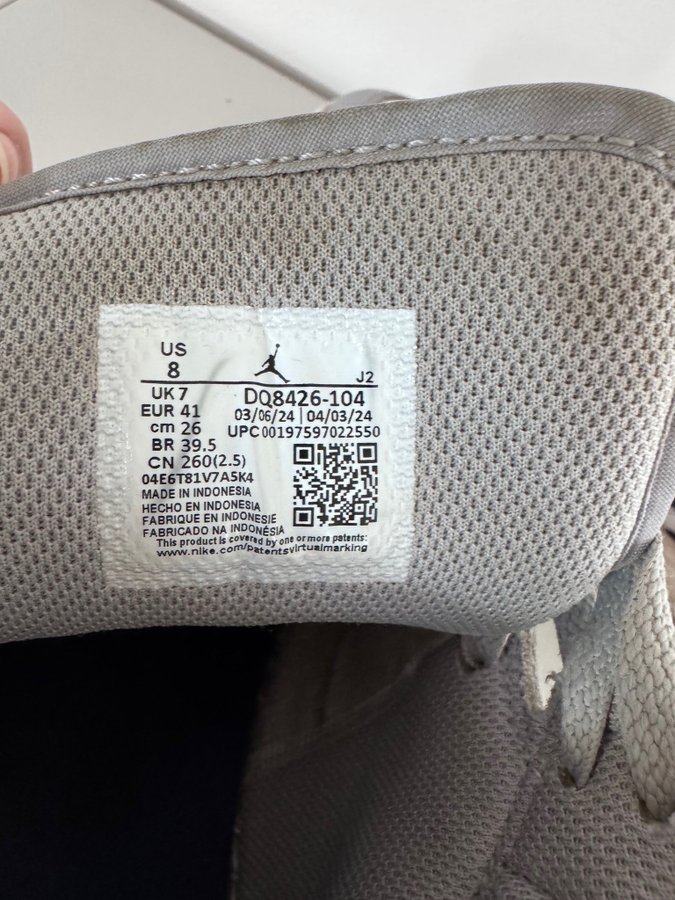 US
8
J2
UK 7
DQ8426-104
EUR 41
03/06/24 | 04/03/24
cm 26
UPC 00197597022550
BR 39.5
CN 260(2.5)
04E6T81V7A5K4
MADE IN INDONESIA
HECHO EN INDONESIA
FABRIQUE EN INDONESIE
FABRICADO NA INDONÉSIA
This product is covered by one or more patents:
www.nike.com/patentsvirtualmarking